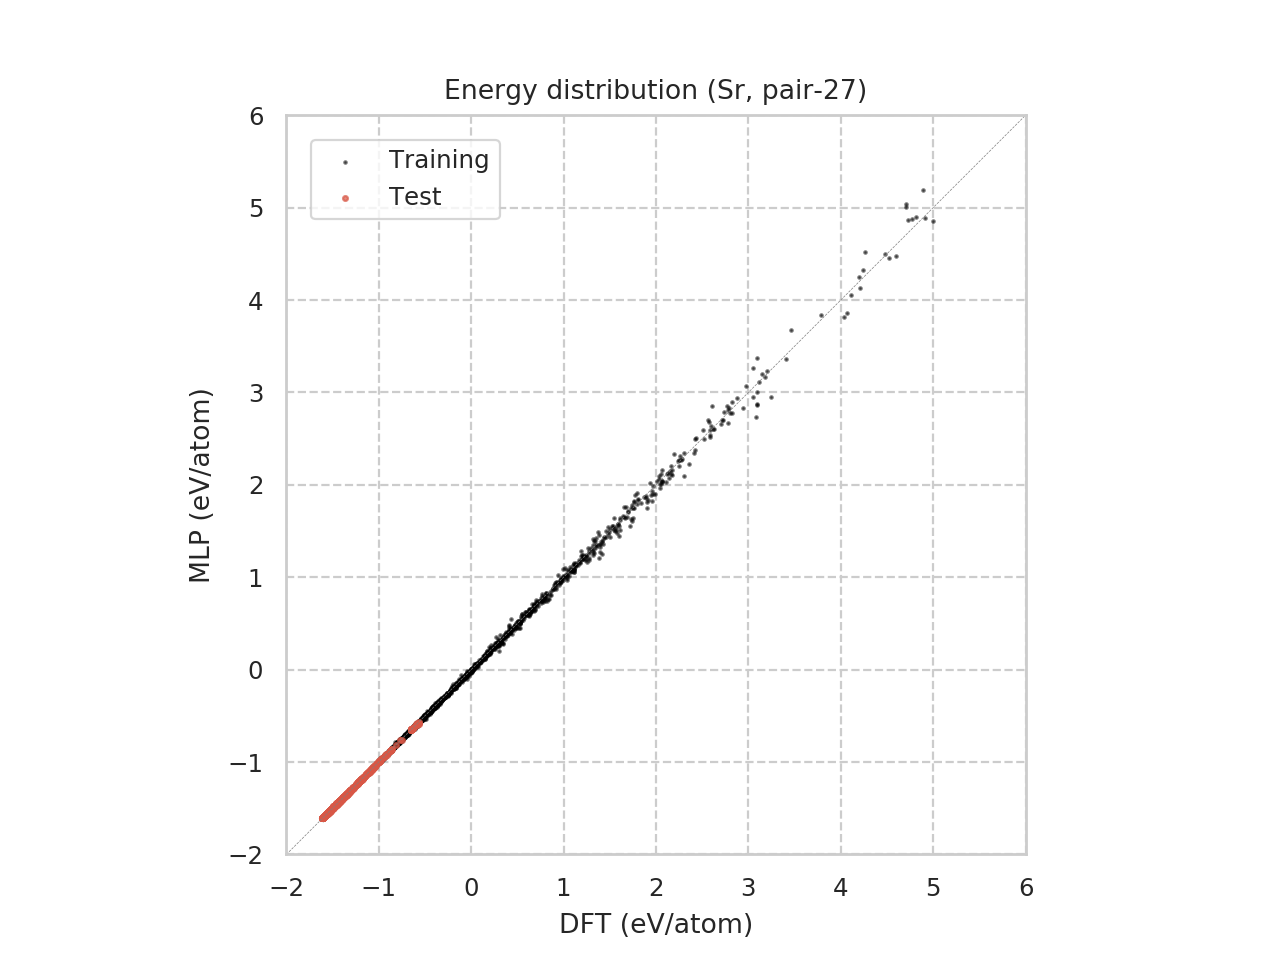 Energy distribution (Sr, pair-27)
Training
Test
6
5
4
3
2
1
0
−1
−2
MLP (eV/atom)
−2 −1 0 1 2 3 4 5 6
DFT (eV/atom)